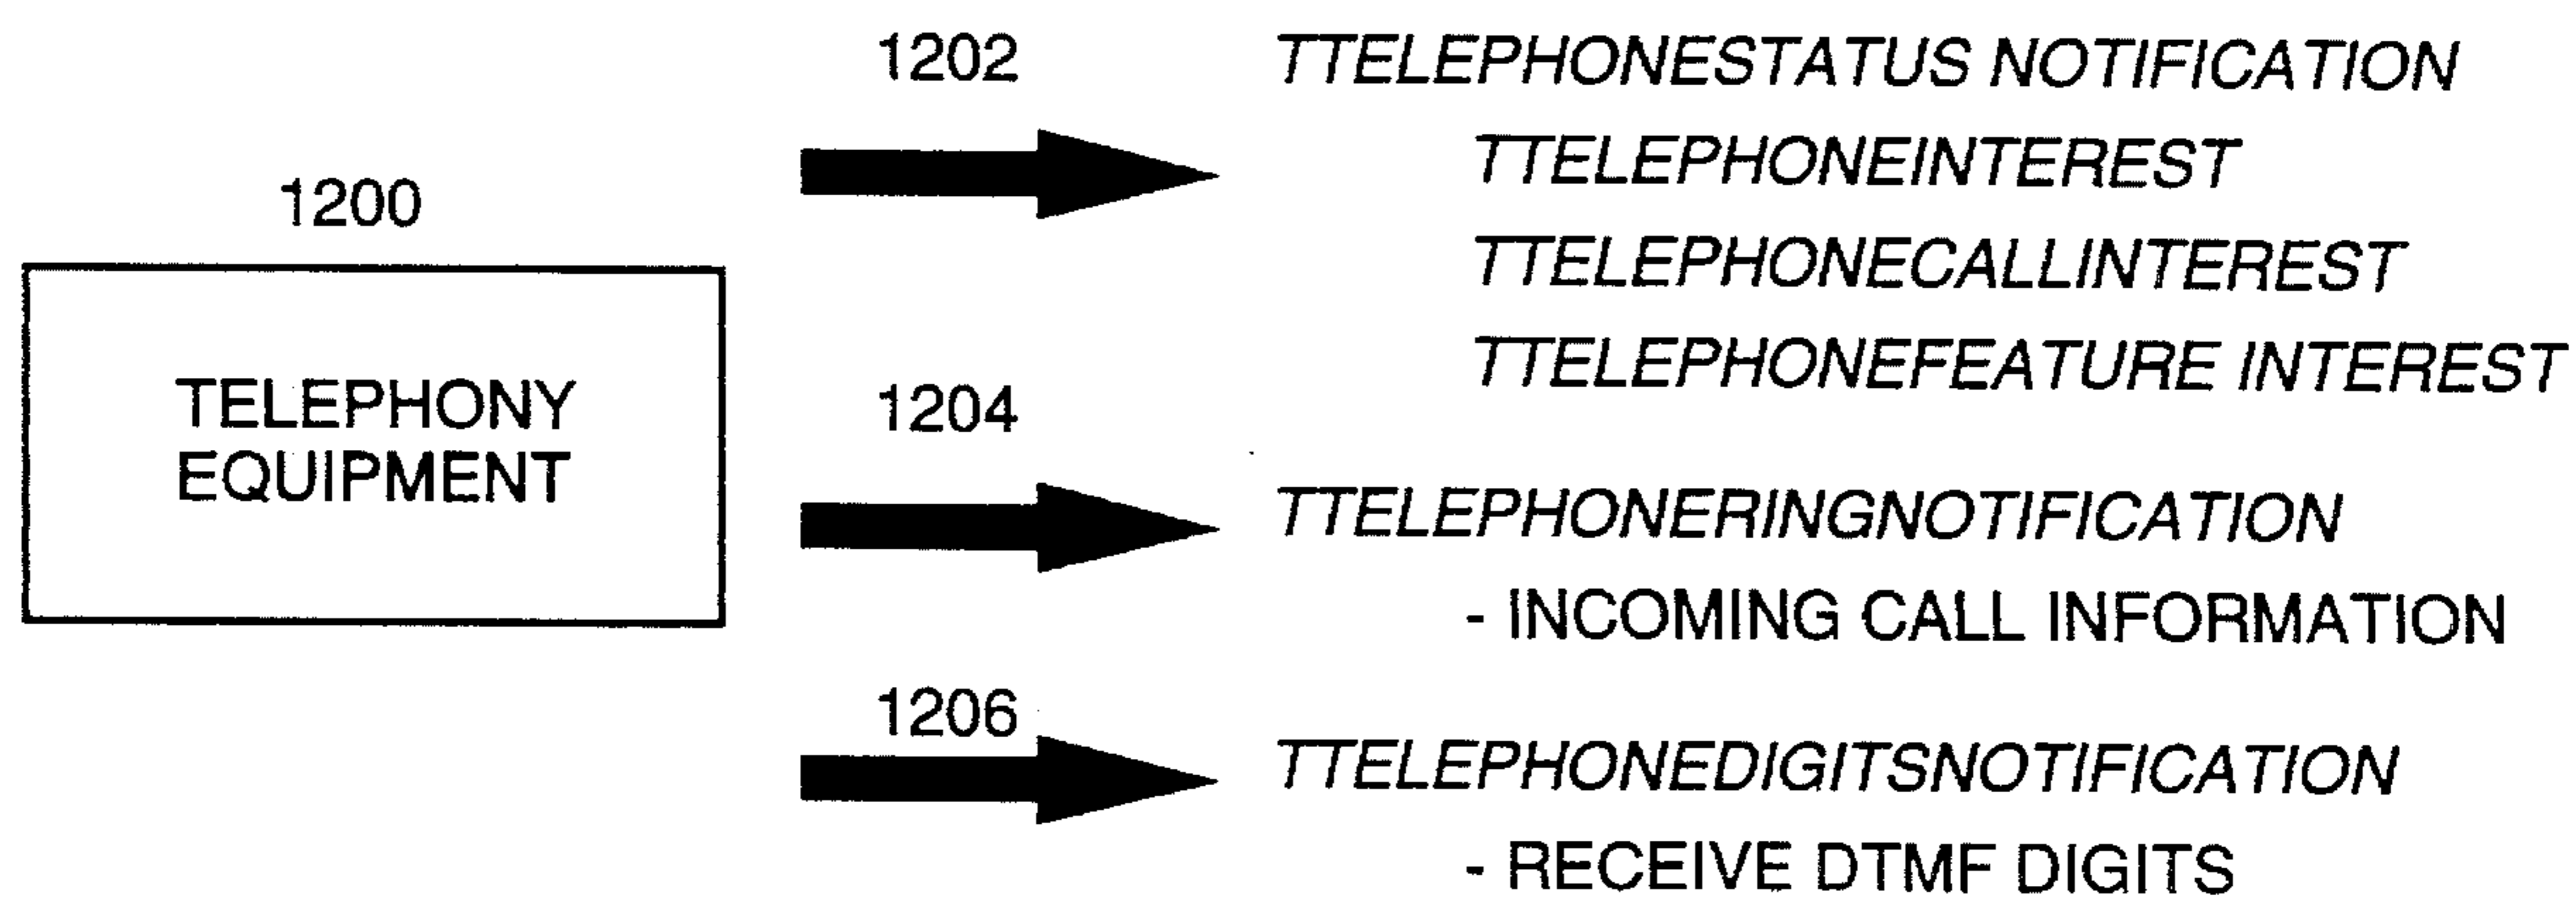 1202
TTELEPHONESTATUS NOTIFICATION
TTELEPHONEINTEREST
1200
TTELEPHONECALLINTEREST
TTELEPHONEFEATURE INTEREST
TELEPHONY
EQUIPMENT
1204
TTELEPHONERINGNOTIFICATION
- INCOMING CALL INFORMATION
1206
TTELEPHONEDIGITSNOTIFICATION
- RECEIVE DTMF DIGITS